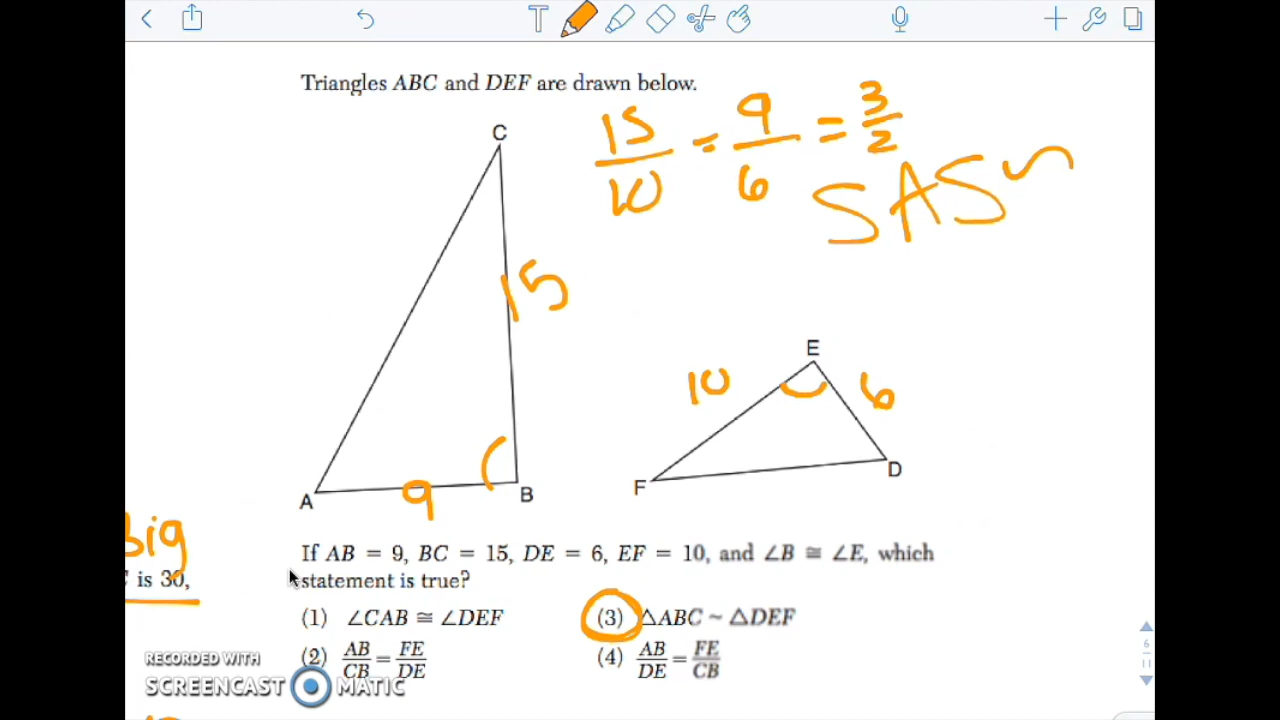 Triangles ABC and DEF are drawn below.
15/10 = 9/6 = 3/2
SAS~
C
15
E
10
6
D
F
A
9
B
Big
is 30,
If AB = 9, BC = 15, DE = 6, EF = 10, and ∠B ≅ ∠E, which
statement is true?
(1) ∠CAB ≅ ∠DEF
(3) △ABC ~ △DEF
(2) AB/CB = FE/DE
(4) AB/DE = FE/CB
RECORDED WITH
SCREENCAST MATIC
6
11